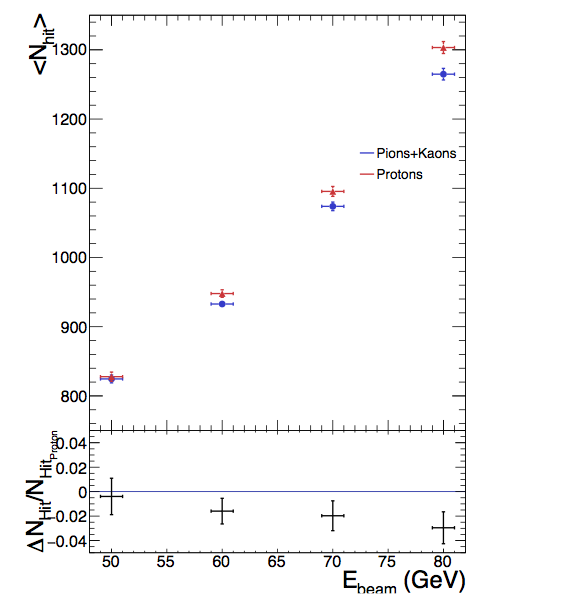 <N_hit>
1300
1200
1100
1000
900
800
Pions+Kaons
Protons
ΔN_Hit/N_Hit_Proton
0.04
0.02
0
−0.02
−0.04
50 55 60 65 70 75 80
E_beam (GeV)